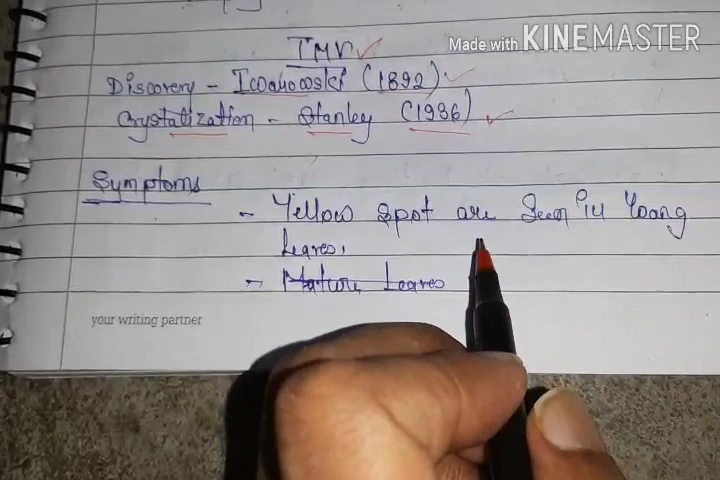 Made with KINEMASTER
TMV
Discovery - Iwanowski (1892)
Crystalization - Stanley (1936)
Symptoms
- Yellow spot are Seen in Young
Leaves,
- Mature Leaves
your writing partner